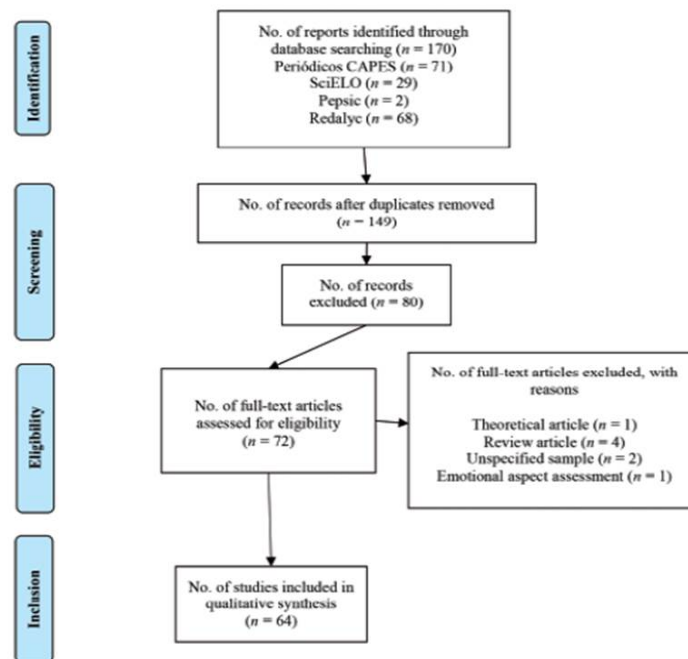 Identification
No. of reports identified through
database searching (n = 170)
Periódicos CAPES (n = 71)
SciELO (n = 29)
Pepsic (n = 2)
Redalyc (n = 68)
Screening
No. of records after duplicates removed
(n = 149)
No. of records
excluded (n = 80)
Eligibility
No. of full-text articles
assessed for eligibility
(n = 72)
No. of full-text articles excluded, with
reasons
Theoretical article (n = 1)
Review article (n = 4)
Unspecified sample (n = 2)
Emotional aspect assessment (n = 1)
Inclusion
No. of studies included in
qualitative synthesis
(n = 64)